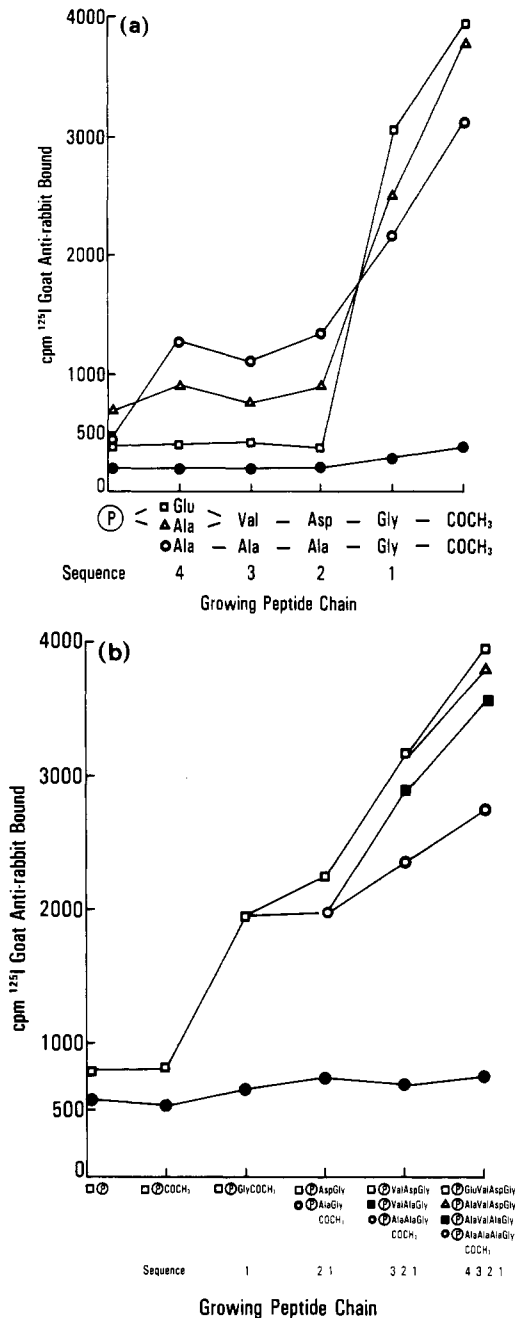 (a)
4000
3000
2000
1000
500
0
cpm ¹²⁵I Goat Anti-rabbit Bound
P < □ Glu
△ Ala > Val – Asp – Gly – COCH₃
○ Ala – Ala – Ala – Gly – COCH₃
Sequence 4 3 2 1
Growing Peptide Chain
(b)
4000
3000
2000
1000
500
0
cpm ¹²⁵I Goat Anti-rabbit Bound
□ⓅCOCH₃
□Ⓟ □ⓅGlyCOCH₃ □ⓅAspGly □ⓅValAspGly □ⓅGluValAspGly
●ⓅAlaGly ■ⓅValAlaGly △ⓅAlaValAspGly
COCH₃ ○ⓅAlaAlaGly ■ⓅAlaValAlaGly
COCH₃ ○ⓅAlaAlaAlaGly
COCH₃
Sequence 1 2 1 3 2 1 4 3 2 1
Growing Peptide Chain